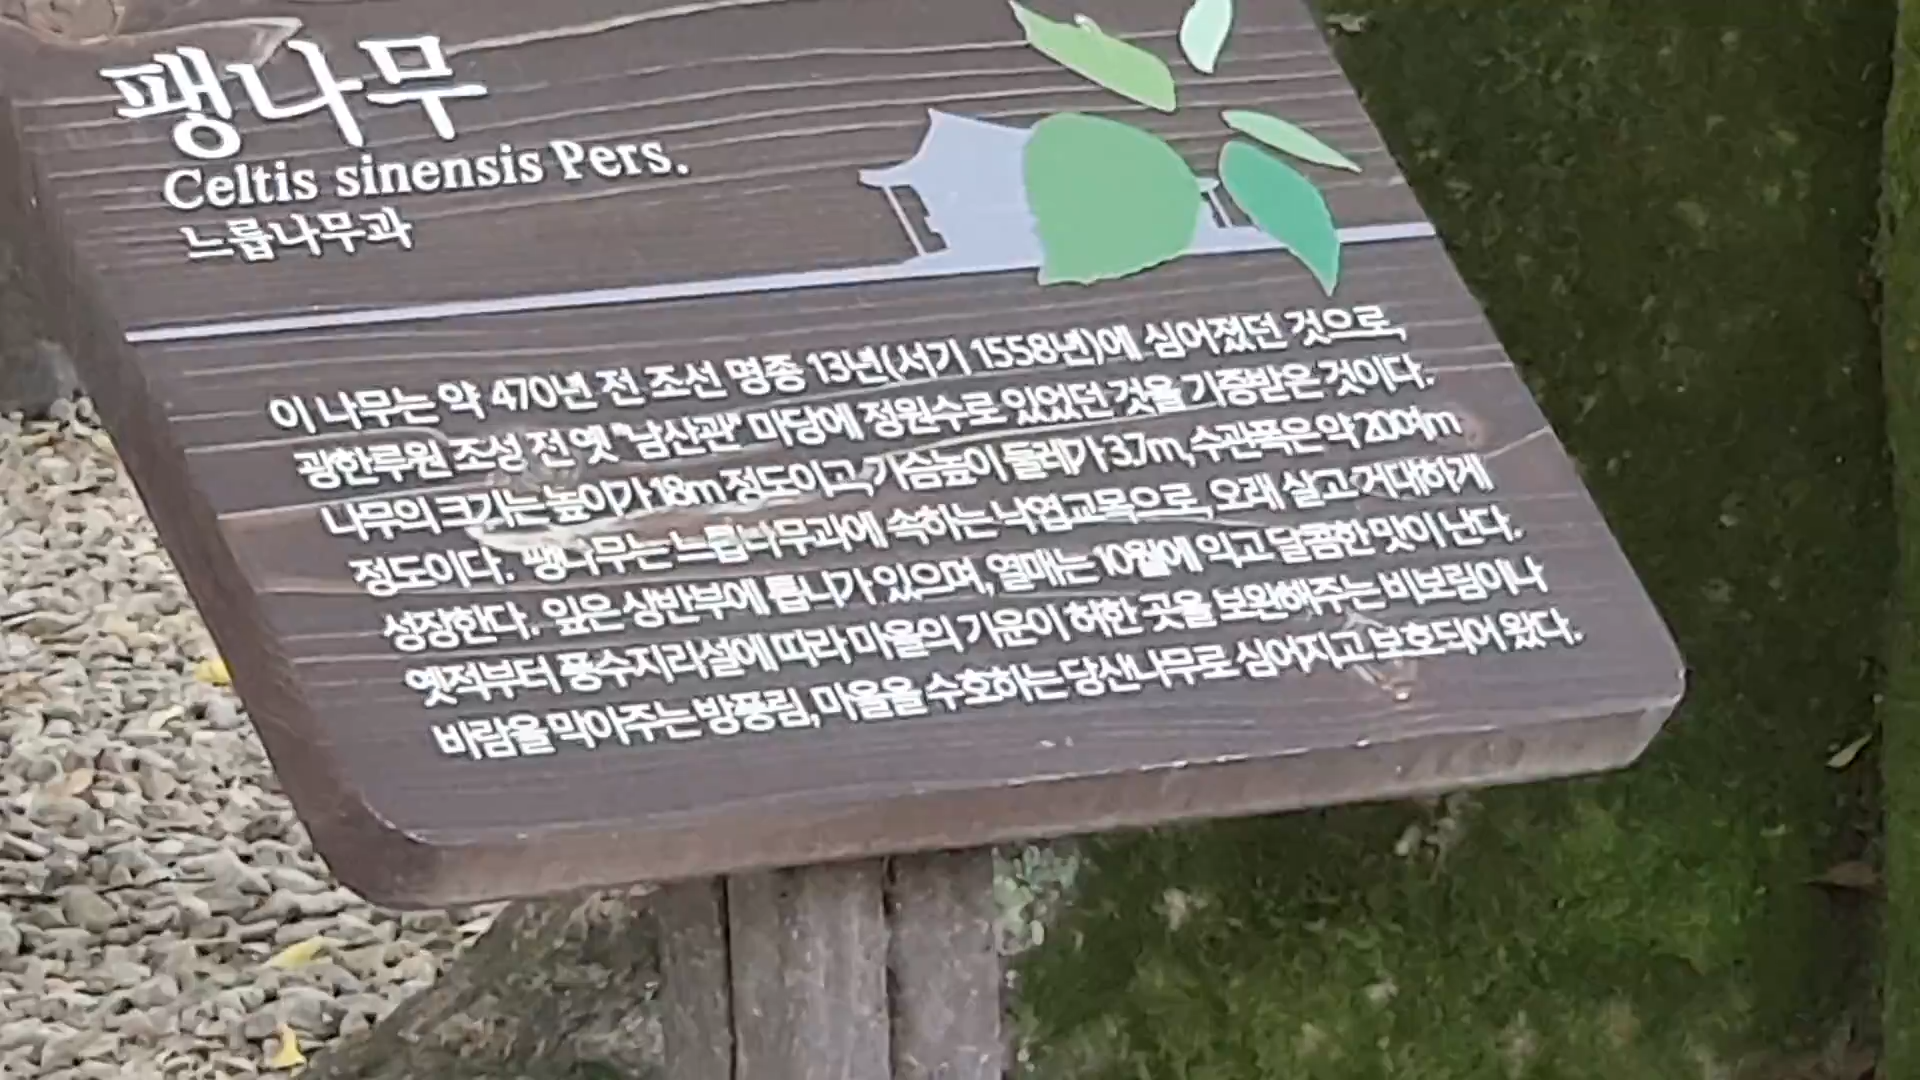 팽나무
Celtis sinensis Pers.
느릅나무과
이 나무는 약 470년 전 조선 명종 13년(서기 1558년)에 심어졌던 것으로,
광한루원 조성 전 옛 "남산관" 마당에 정원수로 있었던 것을 기증받은 것이다.
나무의 크기는 높이가 18m 정도이고, 가슴높이 둘레가 3.7m, 수관폭은 약 200여m
정도이다. 팽나무는 느릅나무과에 속하는 낙엽교목으로, 오래 살고 거대하게
성장한다. 잎은 상반부에 톱니가 있으며, 열매는 10월에 익고 달콤한 맛이 난다.
옛적부터 풍수지리설에 따라 마을의 기운이 허한 곳을 보완해주는 비보림이나
바람을 막아주는 방풍림, 마을을 수호하는 당산나무로 심어지고 보호되어 왔다.